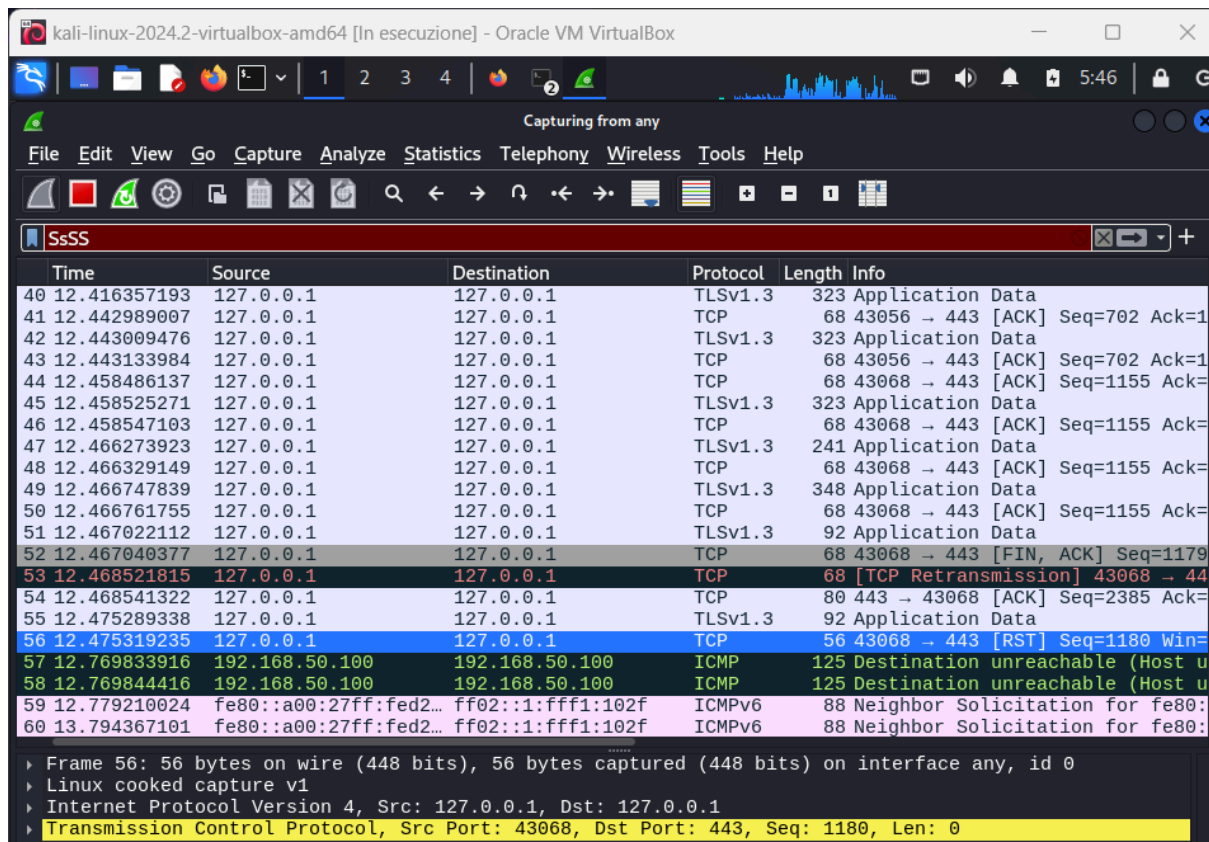 kali-linux-2024.2-virtualbox-amd64 [In esecuzione] - Oracle VM VirtualBox
1 2 3 4 2 5:46
Capturing from any
File Edit View Go Capture Analyze Statistics Telephony Wireless Tools Help
SsSS
Time Source Destination Protocol Length Info
40 12.416357193 127.0.0.1 127.0.0.1 TLSv1.3 323 Application Data
41 12.442989007 127.0.0.1 127.0.0.1 TCP 68 43056 → 443 [ACK] Seq=702 Ack=1
42 12.443009476 127.0.0.1 127.0.0.1 TLSv1.3 323 Application Data
43 12.443133984 127.0.0.1 127.0.0.1 TCP 68 43056 → 443 [ACK] Seq=702 Ack=1
44 12.458486137 127.0.0.1 127.0.0.1 TCP 68 43068 → 443 [ACK] Seq=1155 Ack=
45 12.458525271 127.0.0.1 127.0.0.1 TLSv1.3 323 Application Data
46 12.458547103 127.0.0.1 127.0.0.1 TCP 68 43068 → 443 [ACK] Seq=1155 Ack=
47 12.466273923 127.0.0.1 127.0.0.1 TLSv1.3 241 Application Data
48 12.466329149 127.0.0.1 127.0.0.1 TCP 68 43068 → 443 [ACK] Seq=1155 Ack=
49 12.466747839 127.0.0.1 127.0.0.1 TLSv1.3 348 Application Data
50 12.466761755 127.0.0.1 127.0.0.1 TCP 68 43068 → 443 [ACK] Seq=1155 Ack=
51 12.467022112 127.0.0.1 127.0.0.1 TLSv1.3 92 Application Data
52 12.467040377 127.0.0.1 127.0.0.1 TCP 68 43068 → 443 [FIN, ACK] Seq=1179
53 12.468521815 127.0.0.1 127.0.0.1 TCP 68 [TCP Retransmission] 43068 → 44
54 12.468541322 127.0.0.1 127.0.0.1 TCP 80 443 → 43068 [ACK] Seq=2385 Ack=
55 12.475289338 127.0.0.1 127.0.0.1 TLSv1.3 92 Application Data
56 12.475319235 127.0.0.1 127.0.0.1 TCP 56 43068 → 443 [RST] Seq=1180 Win=
57 12.769833916 192.168.50.100 192.168.50.100 ICMP 125 Destination unreachable (Host u
58 12.769844416 192.168.50.100 192.168.50.100 ICMP 125 Destination unreachable (Host u
59 12.779210024 fe80::a00:27ff:fed2… ff02::1:fff1:102f ICMPv6 88 Neighbor Solicitation for fe80:
60 13.794367101 fe80::a00:27ff:fed2… ff02::1:fff1:102f ICMPv6 88 Neighbor Solicitation for fe80:
Frame 56: 56 bytes on wire (448 bits), 56 bytes captured (448 bits) on interface any, id 0
Linux cooked capture v1
Internet Protocol Version 4, Src: 127.0.0.1, Dst: 127.0.0.1
Transmission Control Protocol, Src Port: 43068, Dst Port: 443, Seq: 1180, Len: 0